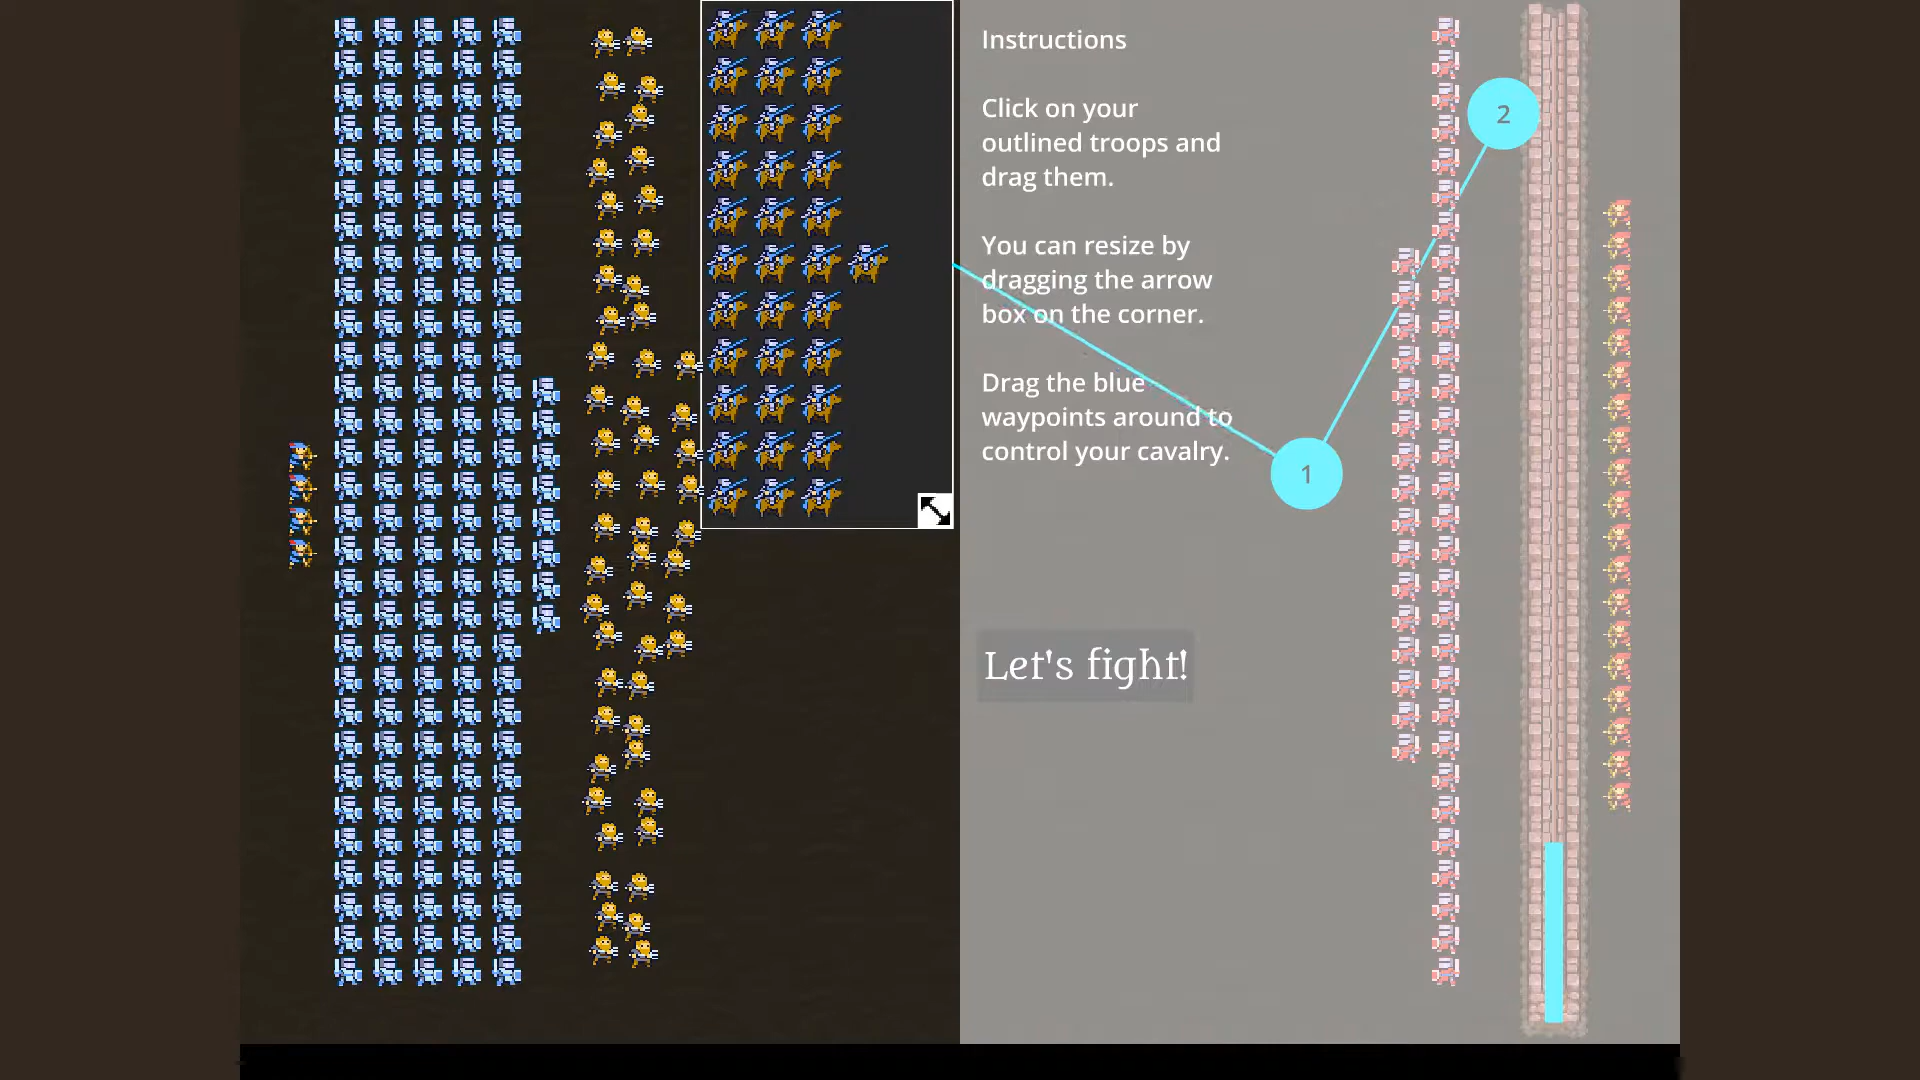 Instructions
Click on your
outlined troops and
drag them.
You can resize by
dragging the arrow
box on the corner.
Drag the blue
waypoints around to
control your cavalry.
Let's fight!
1
2